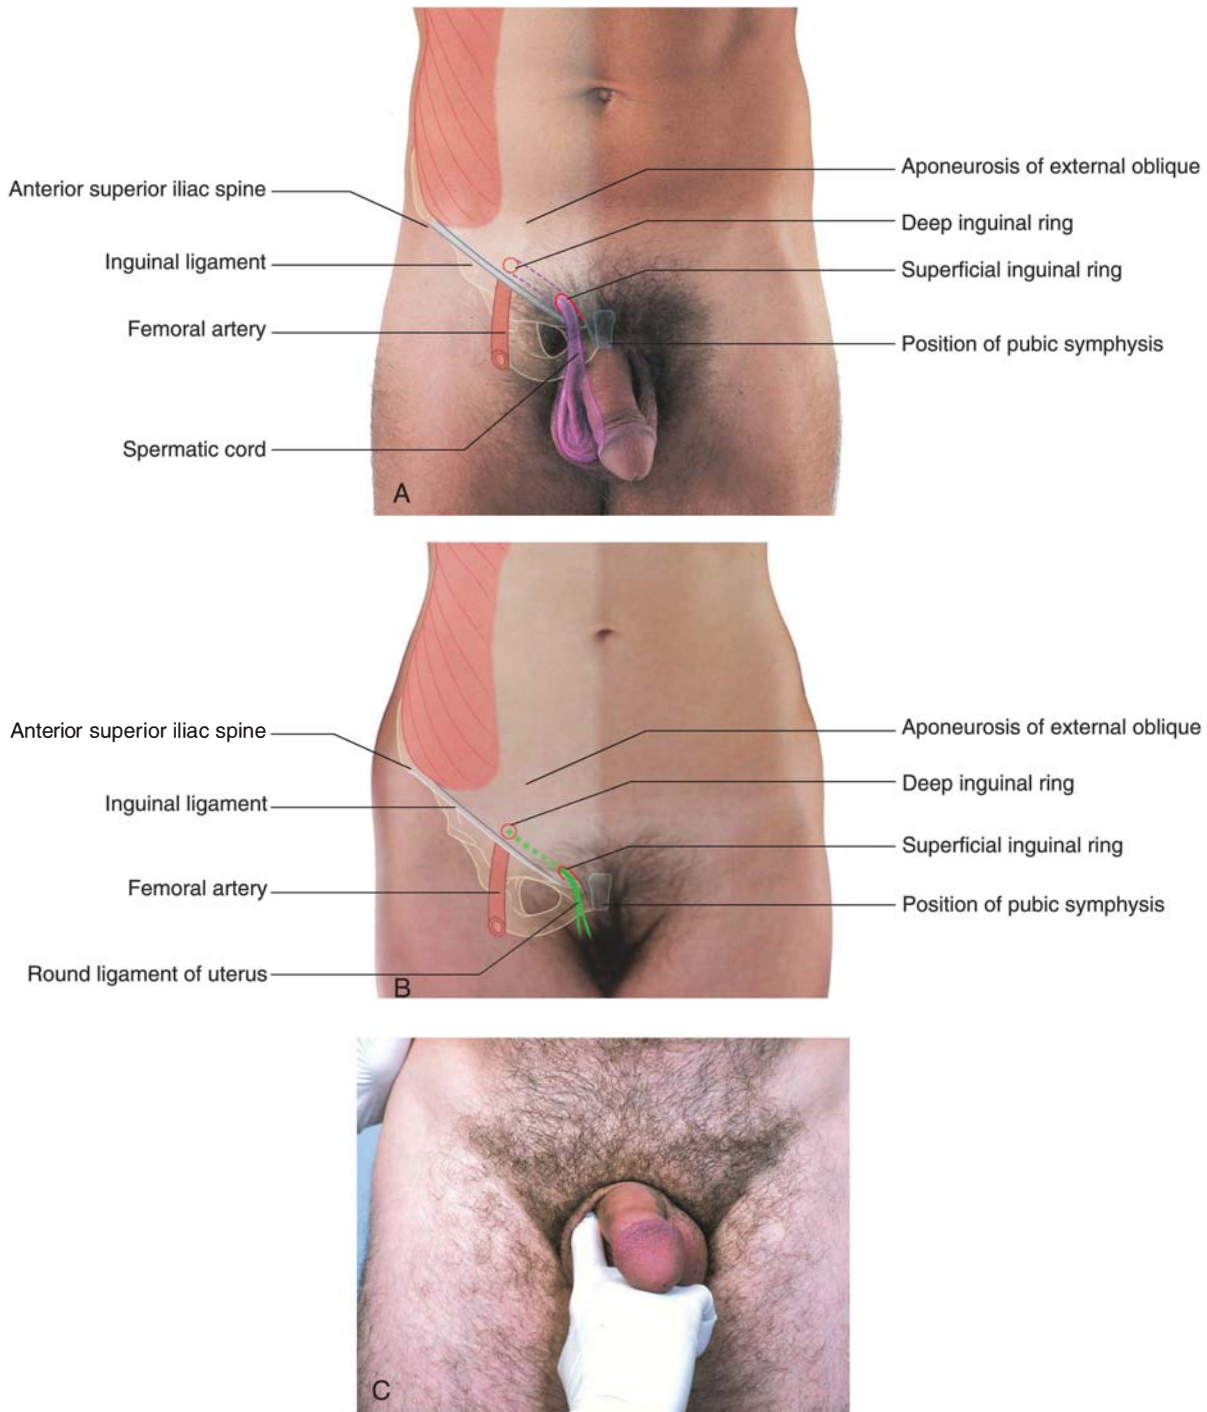 Anterior superior iliac spine
Inguinal ligament
Femoral artery
Spermatic cord
Aponeurosis of external oblique
Deep inguinal ring
Superficial inguinal ring
Position of pubic symphysis
A
Anterior superior iliac spine
Inguinal ligament
Femoral artery
Round ligament of uterus
Aponeurosis of external oblique
Deep inguinal ring
Superficial inguinal ring
Position of pubic symphysis
B
C